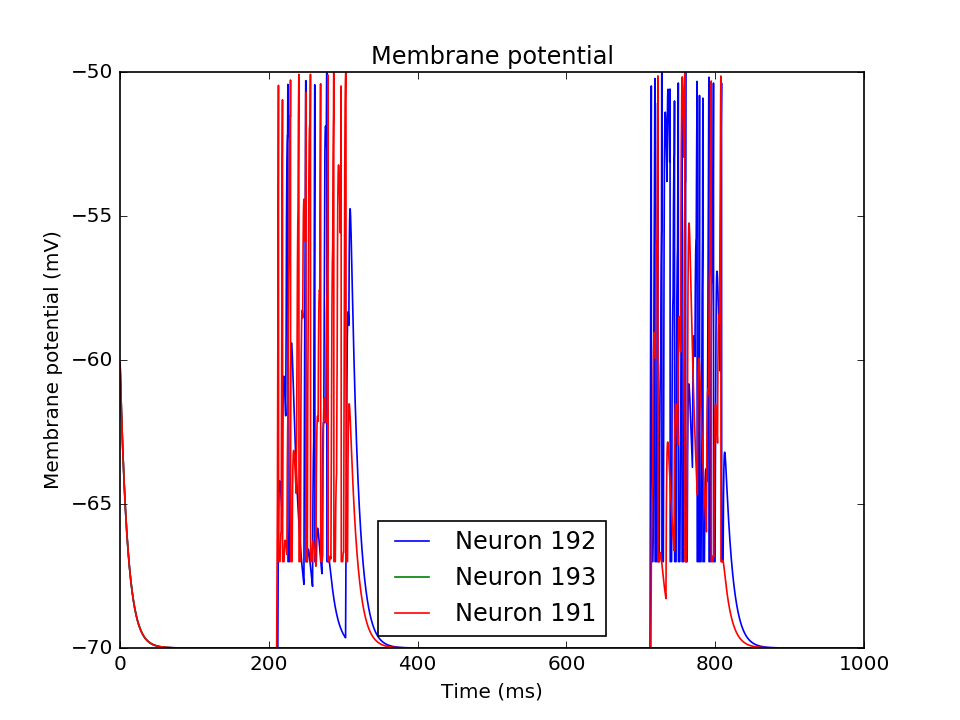 Membrane potential
−50
−55
−60
−65
−70
Membrane potential (mV)
Neuron 192
Neuron 193
Neuron 191
0
200
400
600
800
1000
Time (ms)